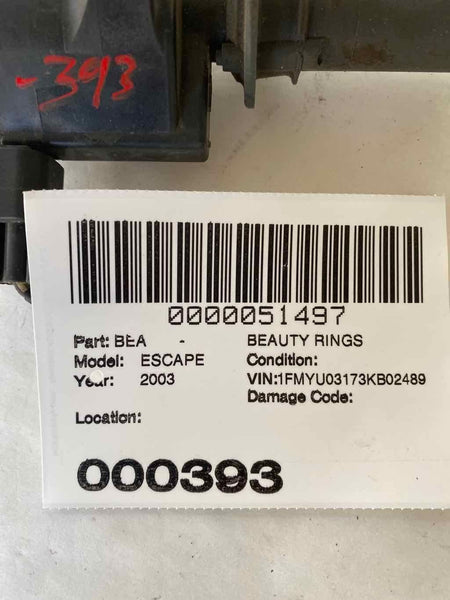 -393
0000051497
Part: BEA - BEAUTY RINGS
Model: ESCAPE Condition:
Year: 2003 VIN:1FMYU03173KB02489
Damage Code:
Location:
000393